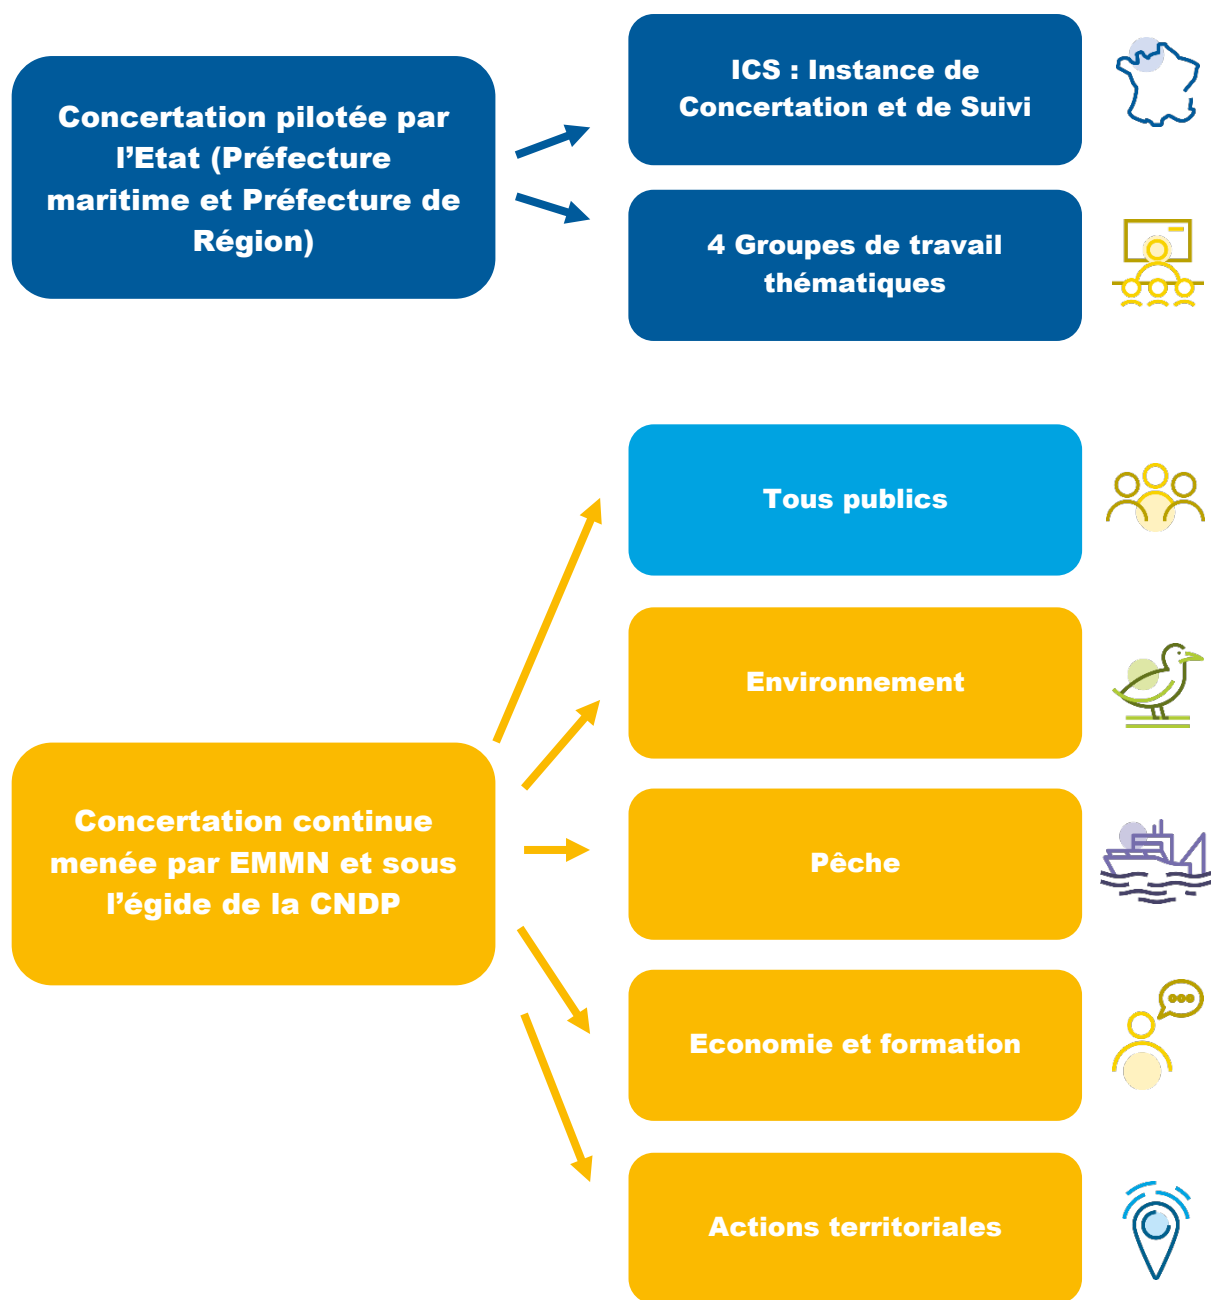 Concertation pilotée par
l’Etat (Préfecture
maritime et Préfecture de
Région)
ICS : Instance de
Concertation et de Suivi
4 Groupes de travail
thématiques
Concertation continue
menée par EMMN et sous
l’égide de la CNDP
Tous publics
Environnement
Pêche
Economie et formation
Actions territoriales